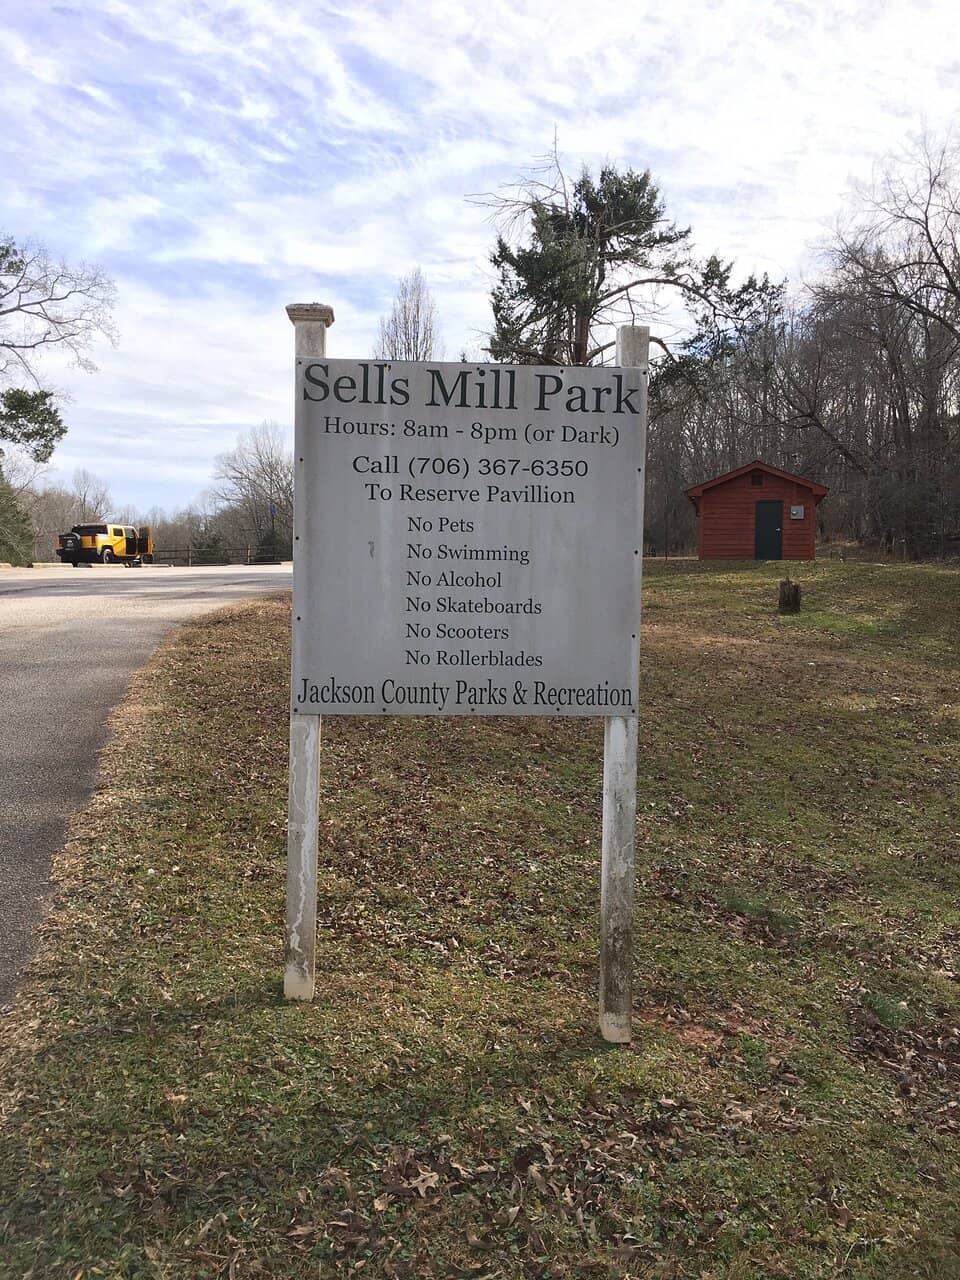 Sell's Mill Park
Hours: 8am - 8pm (or Dark)
Call (706) 367-6350
To Reserve Pavillion
No Pets
No Swimming
No Alcohol
No Skateboards
No Scooters
No Rollerblades
Jackson County Parks & Recreation